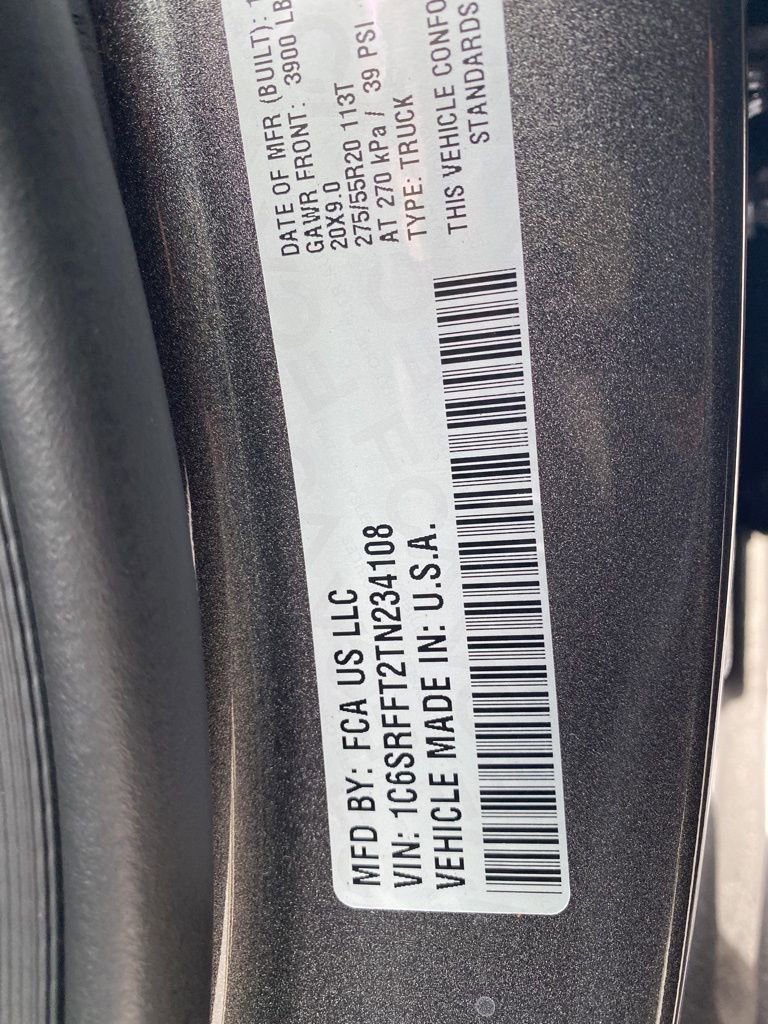 MFD BY: FCA US LLC
VIN: 1C6SRFFT2TN234108
VEHICLE MADE IN: U.S.A.
DATE OF MFR (BUILT):
GAWR FRONT: 3900 LB
20X9.0
275/55R20 113T
AT 270 kPa / 39 PSI
TYPE: TRUCK
THIS VEHICLE CONFO
STANDARDS